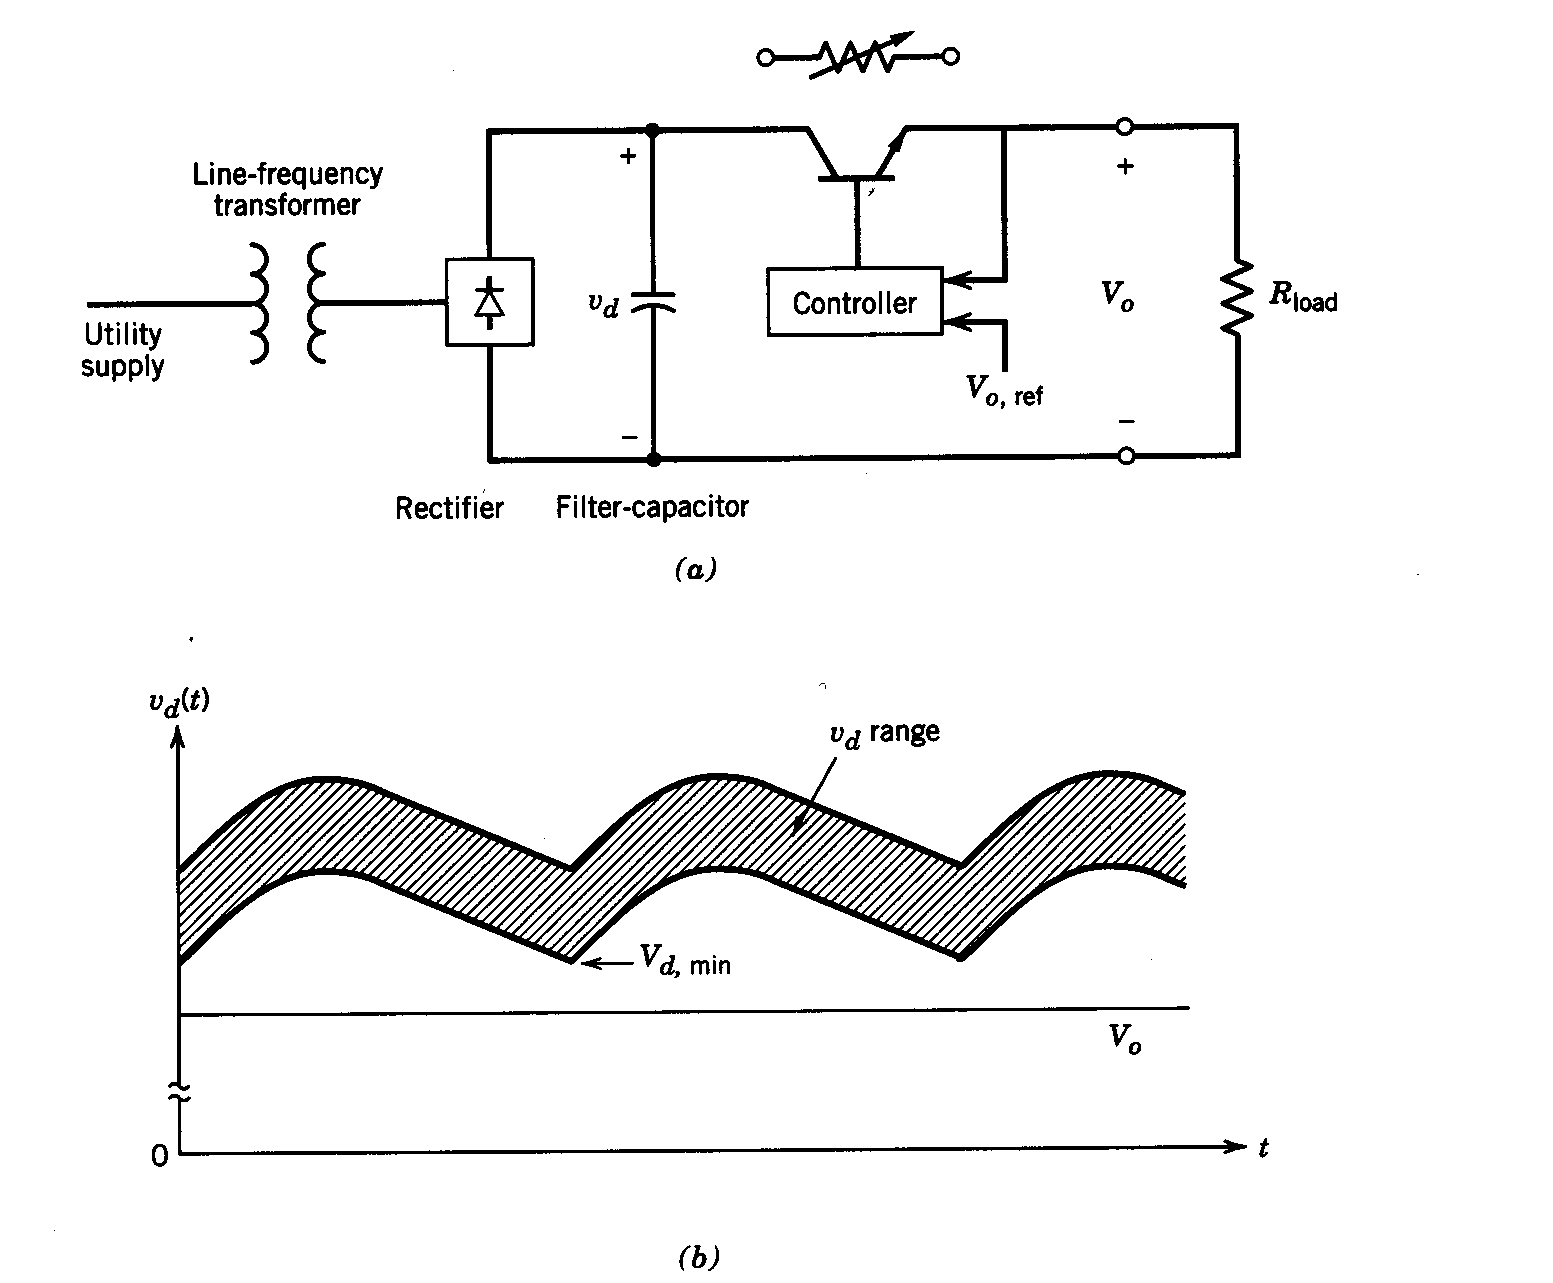 Line-frequency
transformer
Utility
supply
+
v_d
−
Controller
V_o, ref
+
V_o
−
R_load
Rectifier
Filter-capacitor
(a)
v_d(t)
v_d range
V_d, min
V_o
0
t
(b)